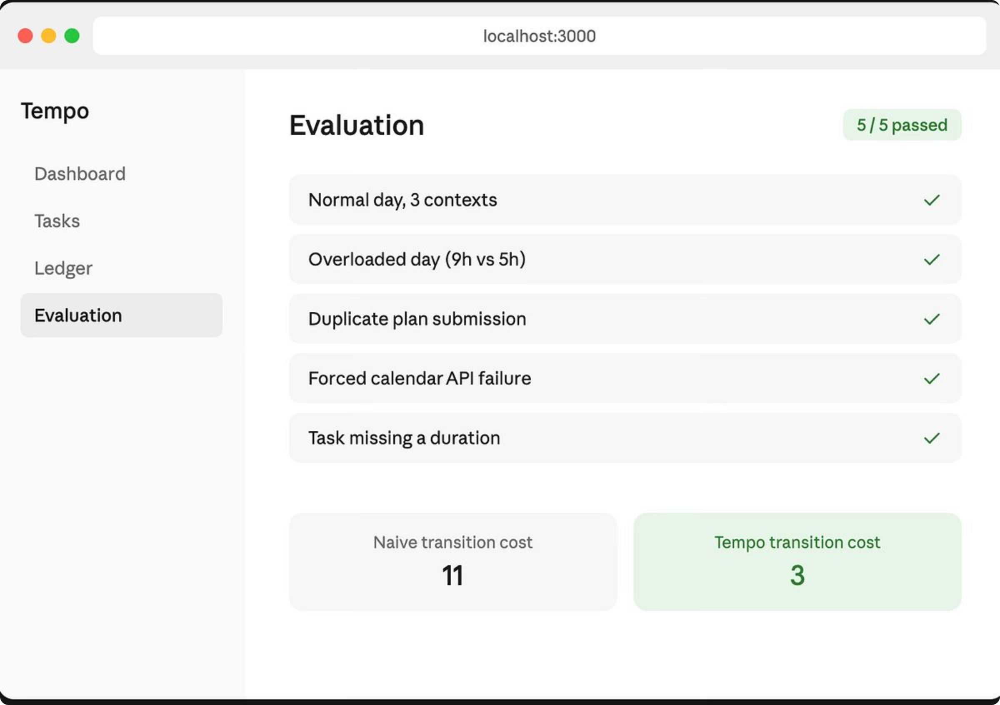 localhost:3000
Tempo
Dashboard
Tasks
Ledger
Evaluation
Evaluation
5 / 5 passed
Normal day, 3 contexts
Overloaded day (9h vs 5h)
Duplicate plan submission
Forced calendar API failure
Task missing a duration
Naive transition cost
11
Tempo transition cost
3